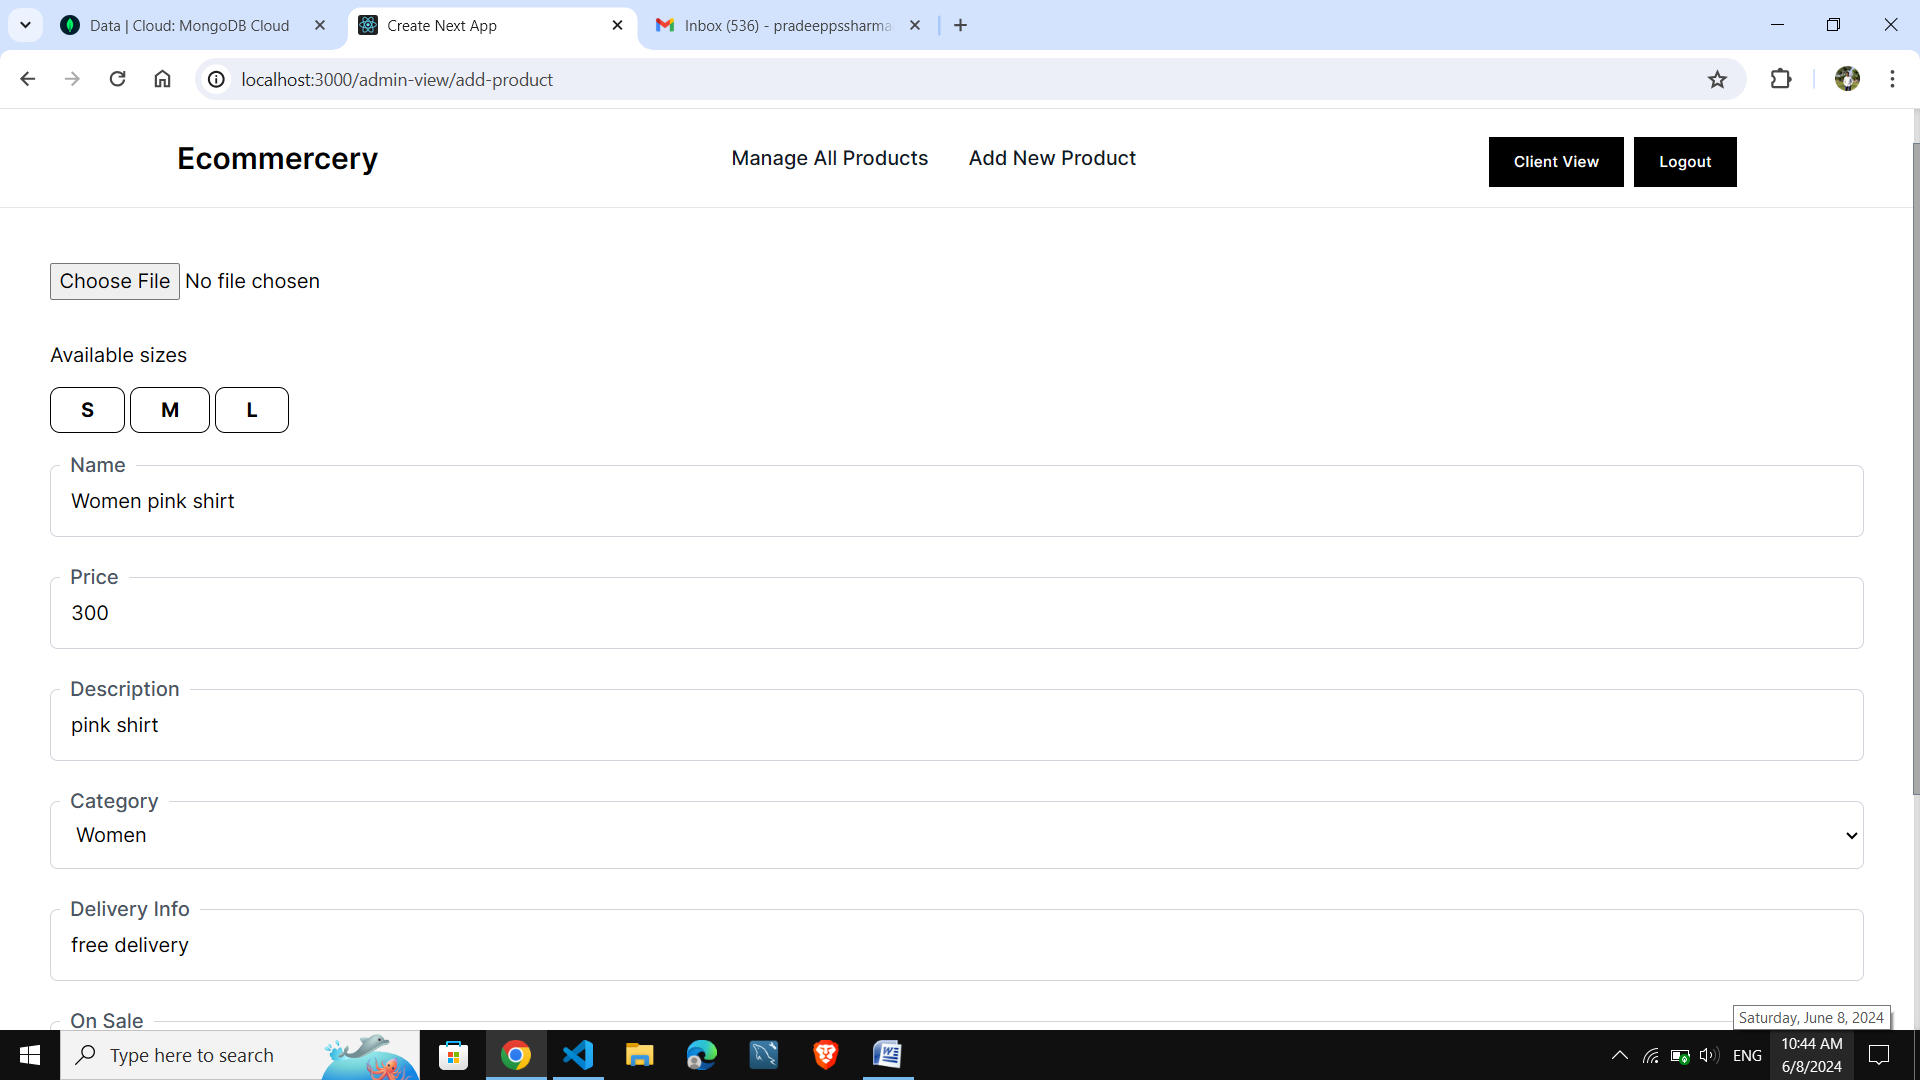 Data | Cloud: MongoDB Cloud
Create Next App
Inbox (536) - pradeeppssharma
localhost:3000/admin-view/add-product
Ecommercery
Manage All Products
Add New Product
Client View
Logout
Choose File No file chosen
Available sizes
S M L
Name
Women pink shirt
Price
300
Description
pink shirt
Category
Women
Delivery Info
free delivery
On Sale
Saturday, June 8, 2024
Type here to search
ENG
10:44 AM
6/8/2024